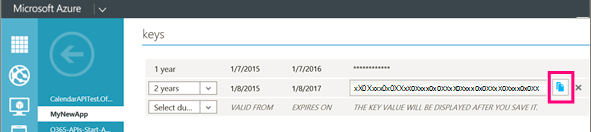 Microsoft Azure
keys
CalendarAPITest.Of...
MyNewApp
O365-APIs-Start-A...
1 year 1/7/2015 1/7/2016 ************
2 years 1/8/2015 1/8/2017
Select du... VALID FROM EXPIRES ON THE KEY VALUE WILL BE DISPLAYED AFTER YOU SAVE IT.